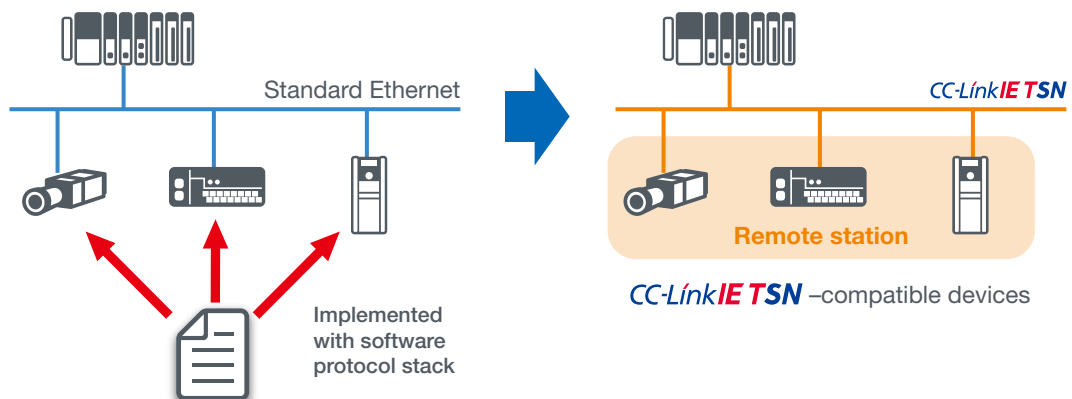 Standard Ethernet
Implemented
with software
protocol stack
CC-Link IE TSN
Remote station
CC-Link IE TSN –compatible devices